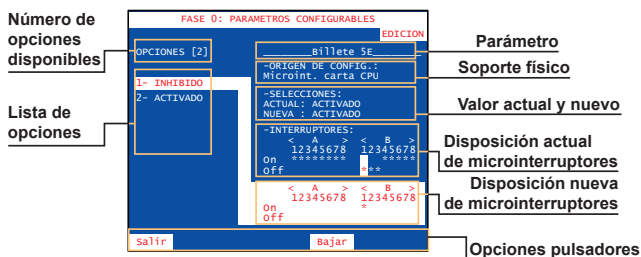 FASE 0: PARAMETROS CONFIGURABLES
EDICION
Número de
opciones
disponibles
OPCIONES [2]
________Billete 5E_____
Parámetro
-ORIGEN DE CONFIG.:
Microint. carta CPU
Soporte físico
Lista de
opciones
1- INHIBIDO
2- ACTIVADO
-SELECCIONES:
ACTUAL: ACTIVADO
NUEVA : ACTIVADO
Valor actual y nuevo
-INTERRUPTORES:
< A > < B >
12345678 12345678
On ******** *****
Off ***
Disposición actual
de microinterruptores
< A > < B >
12345678 12345678
On *
Off
Disposición nueva
de microinterruptores
Salir Bajar
Opciones pulsadores